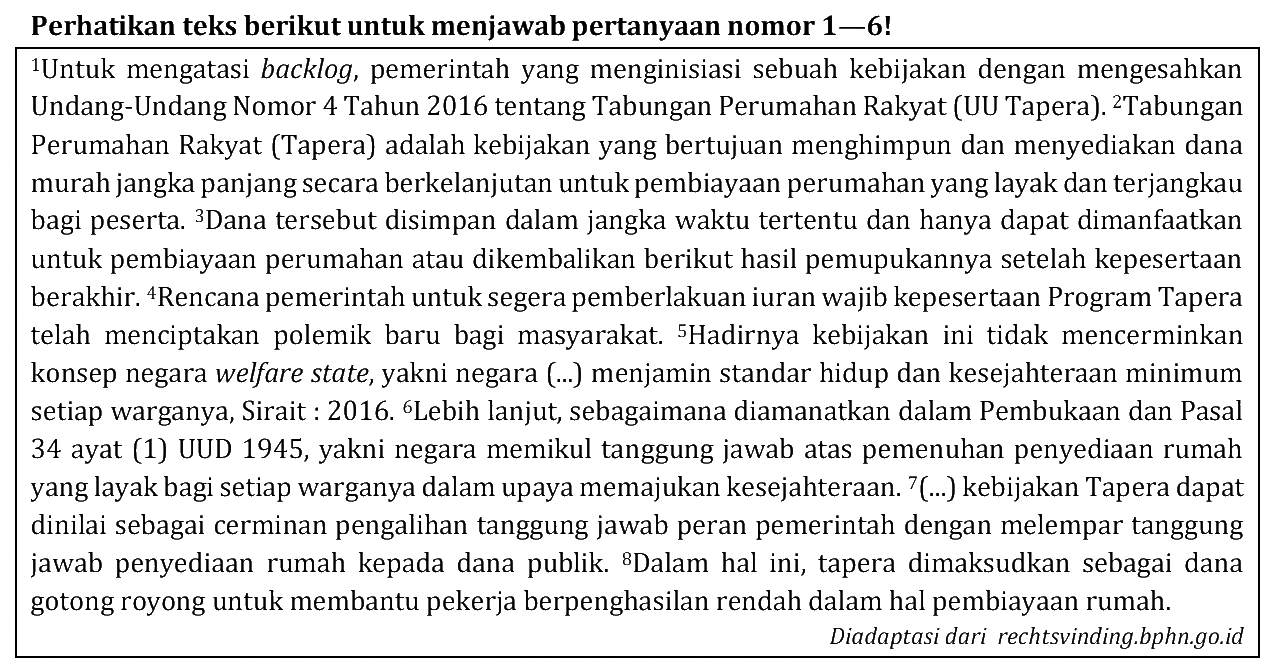 Perhatikan teks berikut untuk menjawab pertanyaan nomor 1—6!
¹Untuk mengatasi backlog, pemerintah yang menginisiasi sebuah kebijakan dengan mengesahkan
Undang-Undang Nomor 4 Tahun 2016 tentang Tabungan Perumahan Rakyat (UU Tapera). ²Tabungan
Perumahan Rakyat (Tapera) adalah kebijakan yang bertujuan menghimpun dan menyediakan dana
murah jangka panjang secara berkelanjutan untuk pembiayaan perumahan yang layak dan terjangkau
bagi peserta. ³Dana tersebut disimpan dalam jangka waktu tertentu dan hanya dapat dimanfaatkan
untuk pembiayaan perumahan atau dikembalikan berikut hasil pemupukannya setelah kepesertaan
berakhir. ⁴Rencana pemerintah untuk segera pemberlakuan iuran wajib kepesertaan Program Tapera
telah menciptakan polemik baru bagi masyarakat. ⁵Hadirnya kebijakan ini tidak mencerminkan
konsep negara welfare state, yakni negara (...) menjamin standar hidup dan kesejahteraan minimum
setiap warganya, Sirait : 2016. ⁶Lebih lanjut, sebagaimana diamanatkan dalam Pembukaan dan Pasal
34 ayat (1) UUD 1945, yakni negara memikul tanggung jawab atas pemenuhan penyediaan rumah
yang layak bagi setiap warganya dalam upaya memajukan kesejahteraan. ⁷(...) kebijakan Tapera dapat
dinilai sebagai cerminan pengalihan tanggung jawab peran pemerintah dengan melempar tanggung
jawab penyediaan rumah kepada dana publik. ⁸Dalam hal ini, tapera dimaksudkan sebagai dana
gotong royong untuk membantu pekerja berpenghasilan rendah dalam hal pembiayaan rumah.
Diadaptasi dari rechtsvinding.bphn.go.id